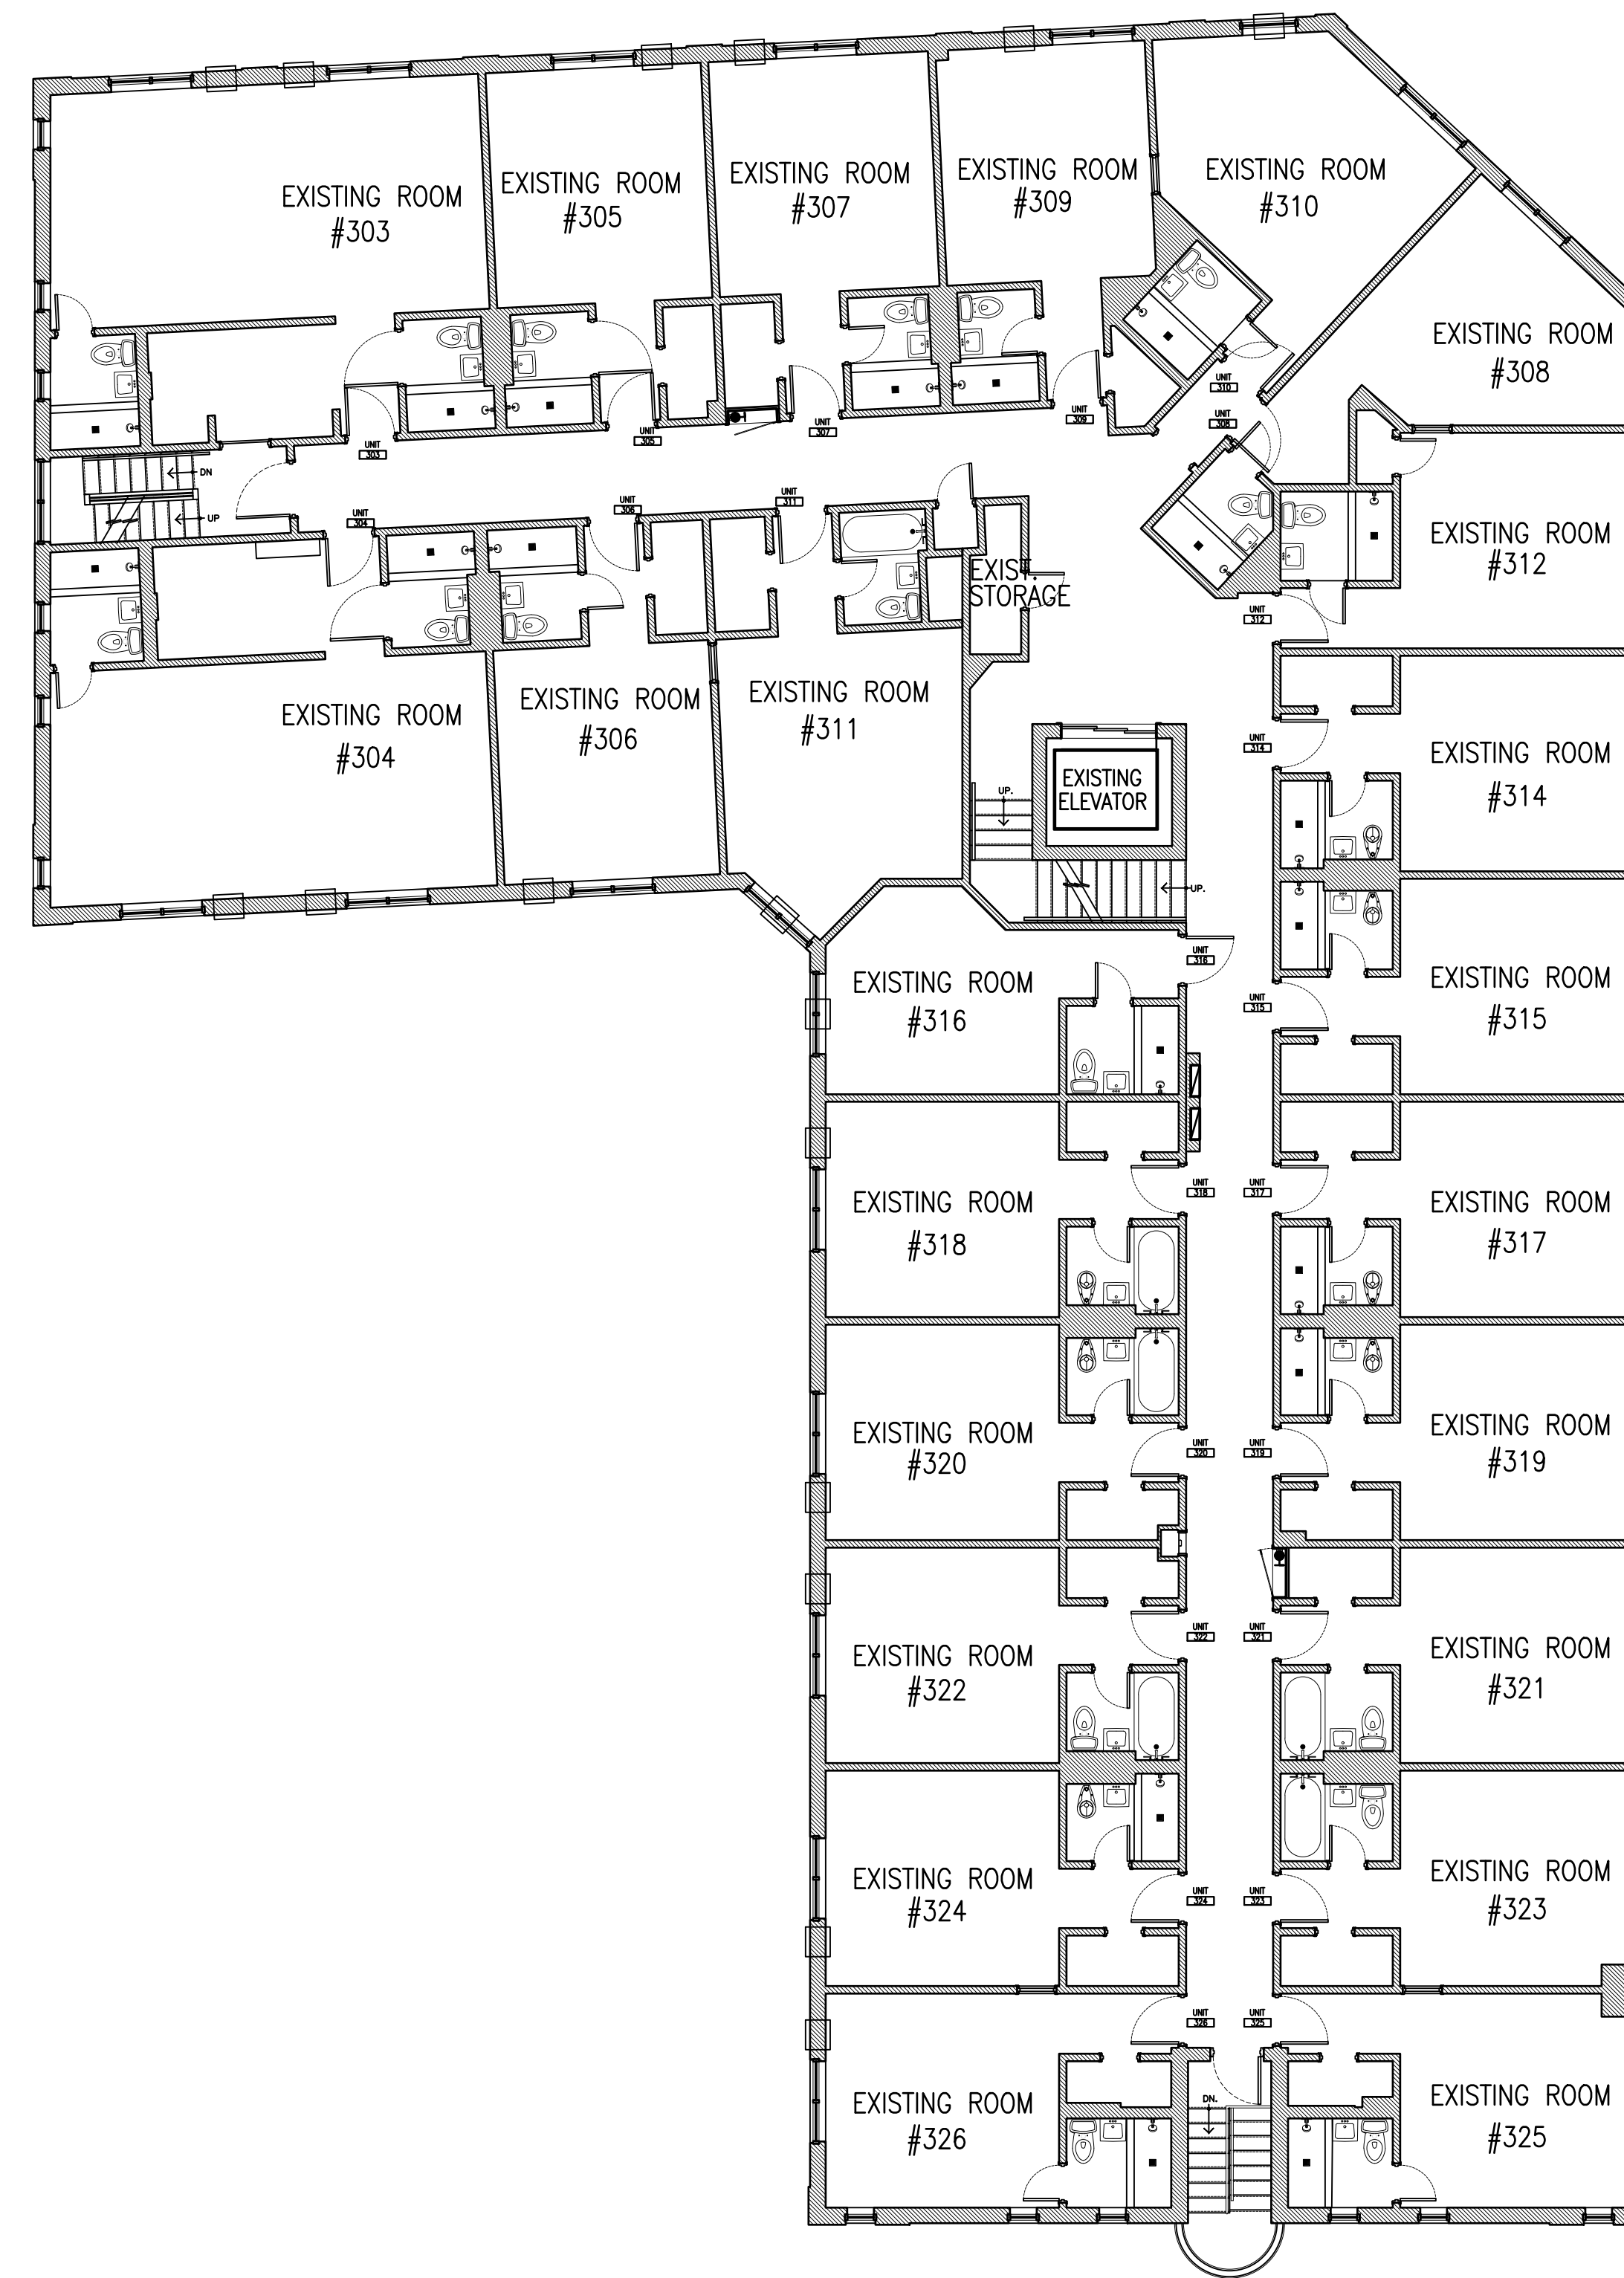 EXISTING ROOM
#303
EXISTING ROOM
#305
EXISTING ROOM
#307
EXISTING ROOM
#309
EXISTING ROOM
#310
EXISTING ROOM
#308
UNIT
303
UNIT
305
UNIT
307
UNIT
309
UNIT
310
UNIT
308
DN
UP
UNIT
304
UNIT
306
UNIT
311
EXIST.
STORAGE
EXISTING ROOM
#312
UNIT
312
EXISTING ROOM
#304
EXISTING ROOM
#306
EXISTING ROOM
#311
UNIT
314
EXISTING ROOM
#314
EXISTING
ELEVATOR
UP.
UP.
UNIT
316
EXISTING ROOM
#316
UNIT
315
EXISTING ROOM
#315
UNIT
318
UNIT
317
EXISTING ROOM
#318
EXISTING ROOM
#317
EXISTING ROOM
#320
UNIT
320
UNIT
319
EXISTING ROOM
#319
UNIT
322
UNIT
321
EXISTING ROOM
#322
EXISTING ROOM
#321
EXISTING ROOM
#324
UNIT
324
UNIT
323
EXISTING ROOM
#323
UNIT
326
UNIT
325
DN.
EXISTING ROOM
#326
EXISTING ROOM
#325